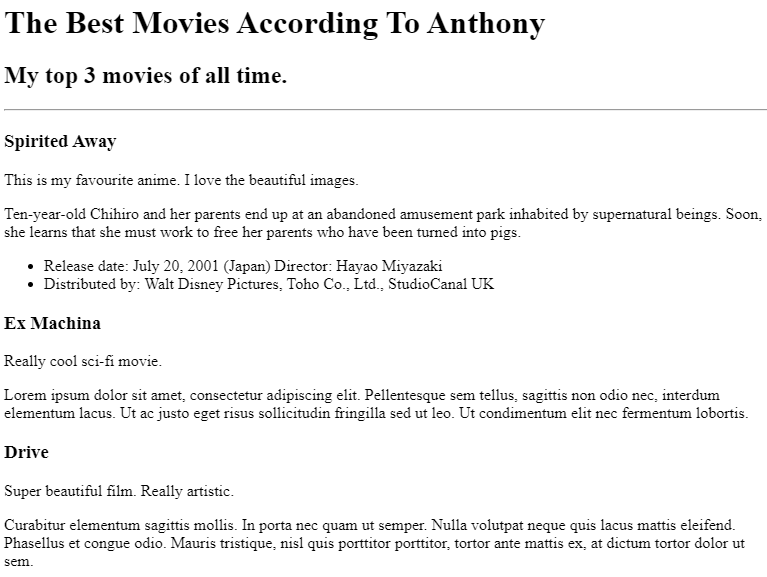 The Best Movies According To Anthony
My top 3 movies of all time.
Spirited Away
This is my favourite anime. I love the beautiful images.
Ten-year-old Chihiro and her parents end up at an abandoned amusement park inhabited by supernatural beings. Soon,
she learns that she must work to free her parents who have been turned into pigs.
• Release date: July 20, 2001 (Japan) Director: Hayao Miyazaki
• Distributed by: Walt Disney Pictures, Toho Co., Ltd., StudioCanal UK
Ex Machina
Really cool sci-fi movie.
Lorem ipsum dolor sit amet, consectetur adipiscing elit. Pellentesque sem tellus, sagittis non odio nec, interdum
elementum lacus. Ut ac justo eget risus sollicitudin fringilla sed ut leo. Ut condimentum elit nec fermentum lobortis.
Drive
Super beautiful film. Really artistic.
Curabitur elementum sagittis mollis. In porta nec quam ut semper. Nulla volutpat neque quis lacus mattis eleifend.
Phasellus et congue odio. Mauris tristique, nisl quis porttitor porttitor, tortor ante mattis ex, at dictum tortor dolor ut
sem.